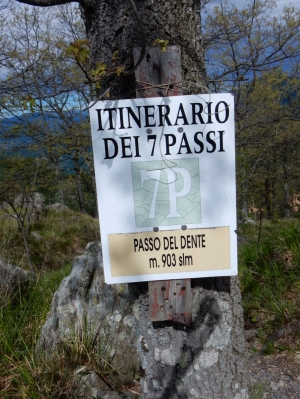 ITINERARIO
DEI 7 PASSI
7P
PASSO DEL DENTE
m. 903 slm